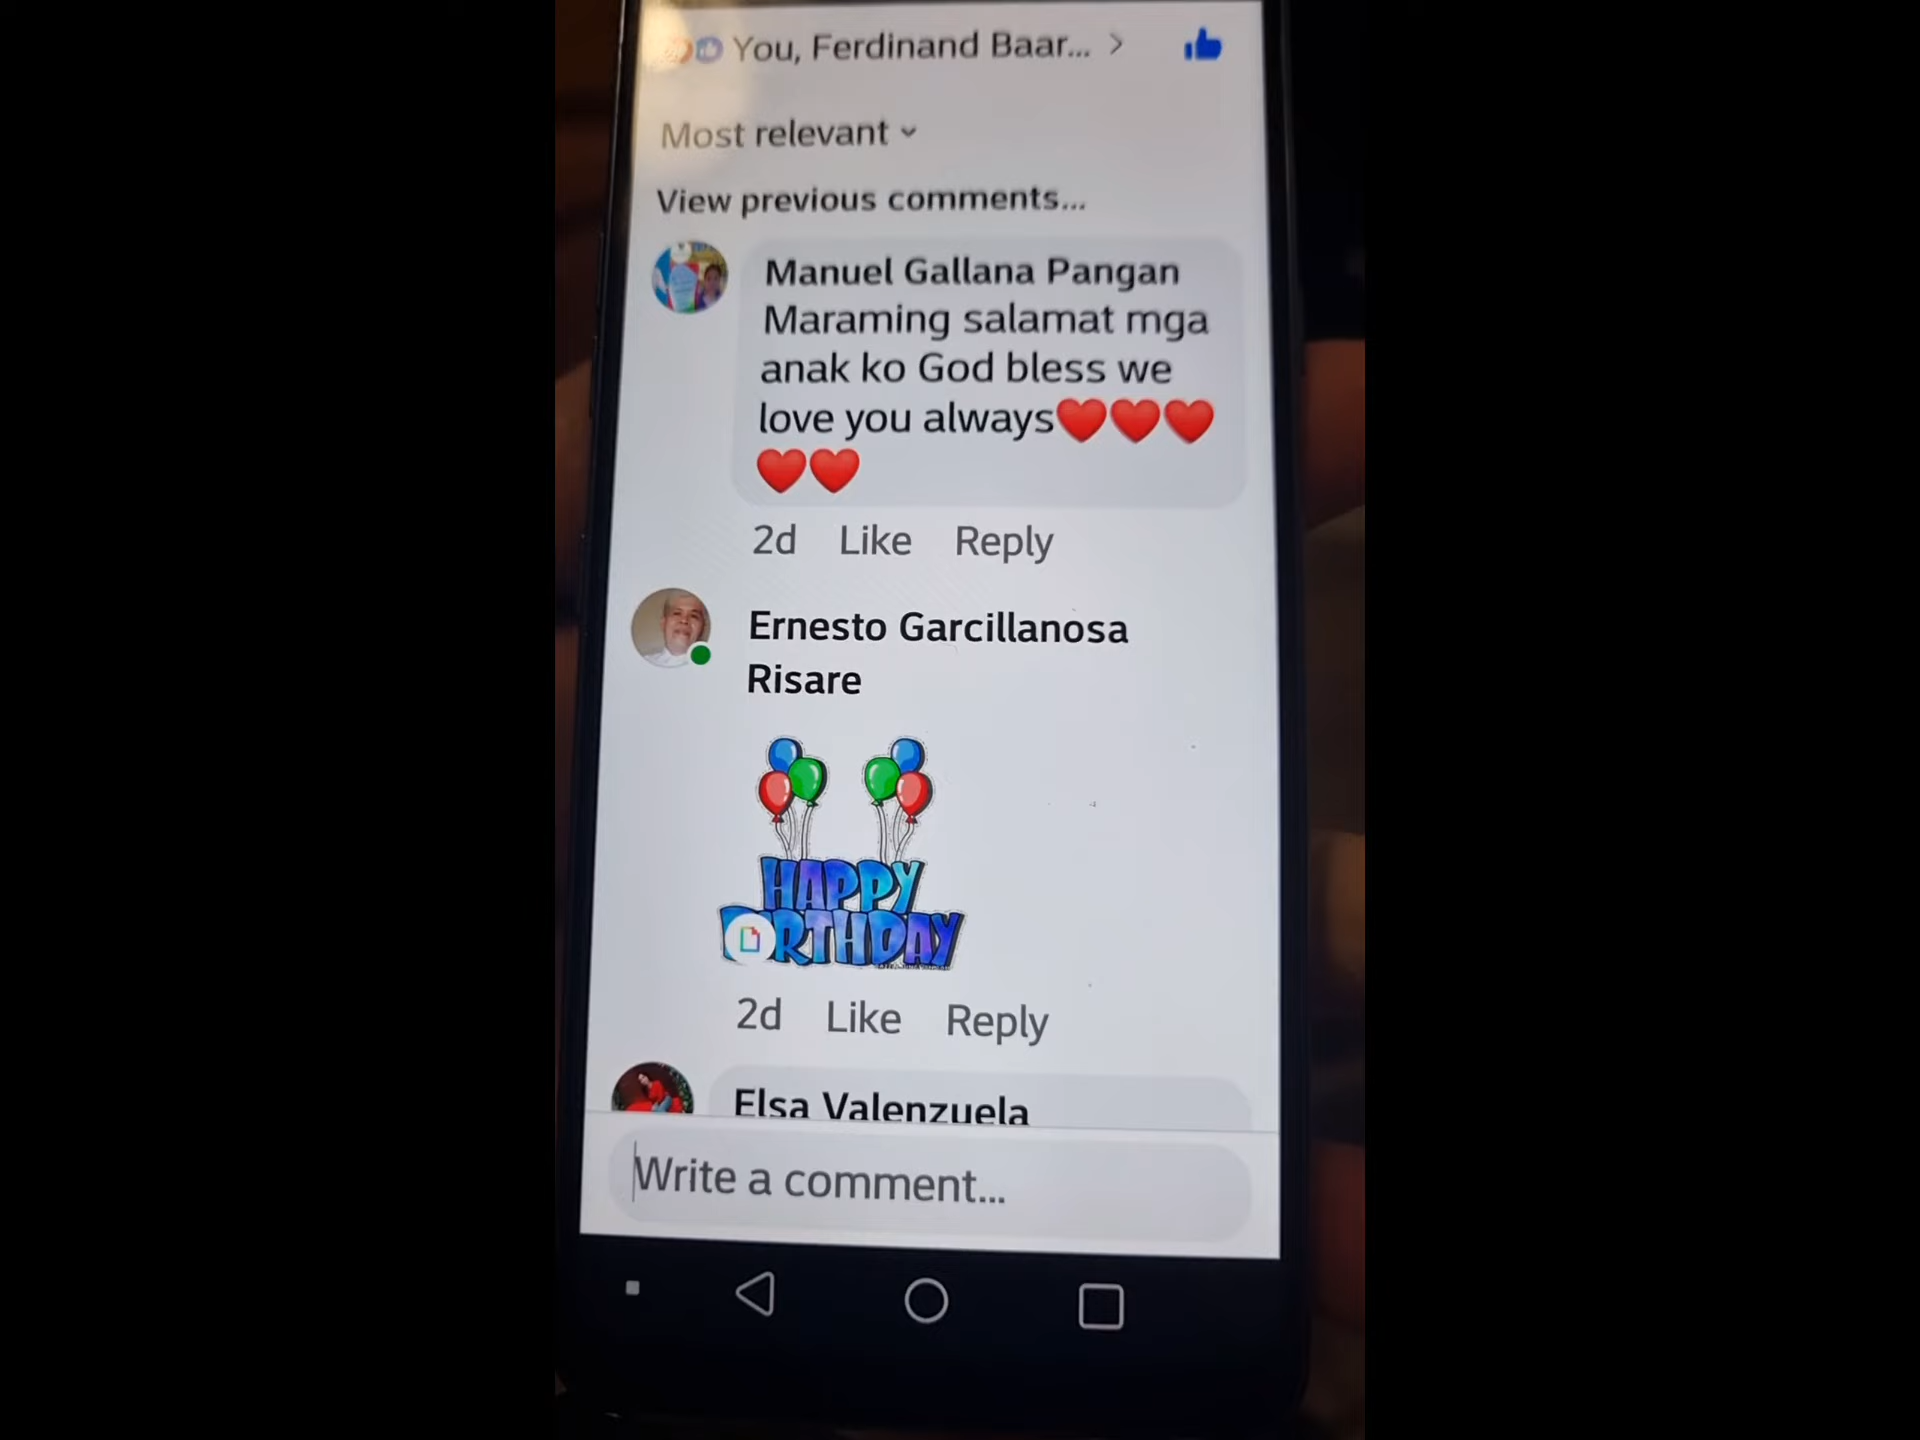 You, Ferdinand Baar... >
Most relevant
View previous comments...
Manuel Gallana Pangan
Maraming salamat mga
anak ko God bless we
love you always❤️❤️❤️
❤️❤️
2d Like Reply
Ernesto Garcillanosa
Risare
HAPPY
BIRTHDAY
2d Like Reply
Elsa Valenzuela
Write a comment...